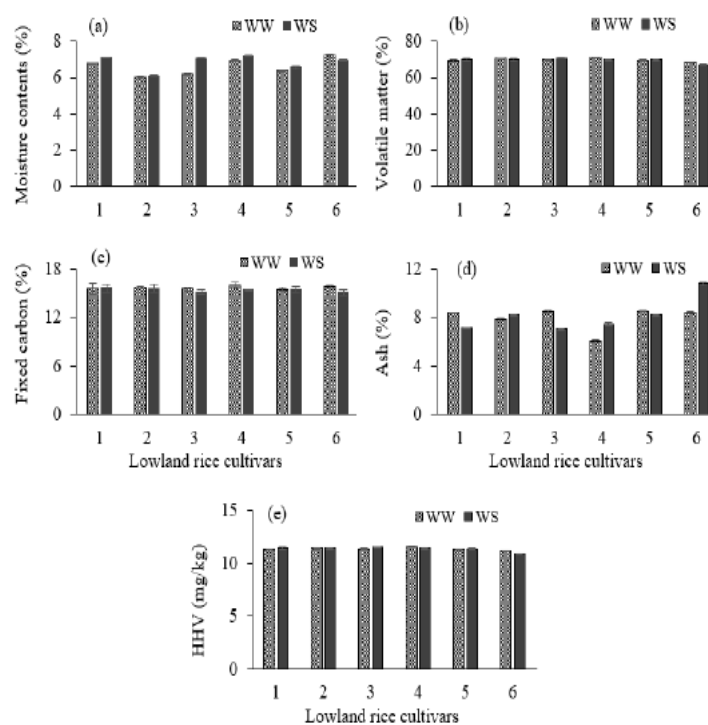 (a)
WW WS
Moisture contents (%)
8
6
4
2
0
1 2 3 4 5 6
(b)
WW WS
Volatile matter (%)
80
60
40
20
0
1 2 3 4 5 6
(c)
WW WS
Fixed carbon (%)
18
12
6
0
1 2 3 4 5 6
Lowland rice cultivars
(d)
WW WS
Ash (%)
12
8
4
0
1 2 3 4 5 6
Lowland rice cultivars
(e)
WW WS
HHV (mg/kg)
15
10
5
0
1 2 3 4 5 6
Lowland rice cultivars